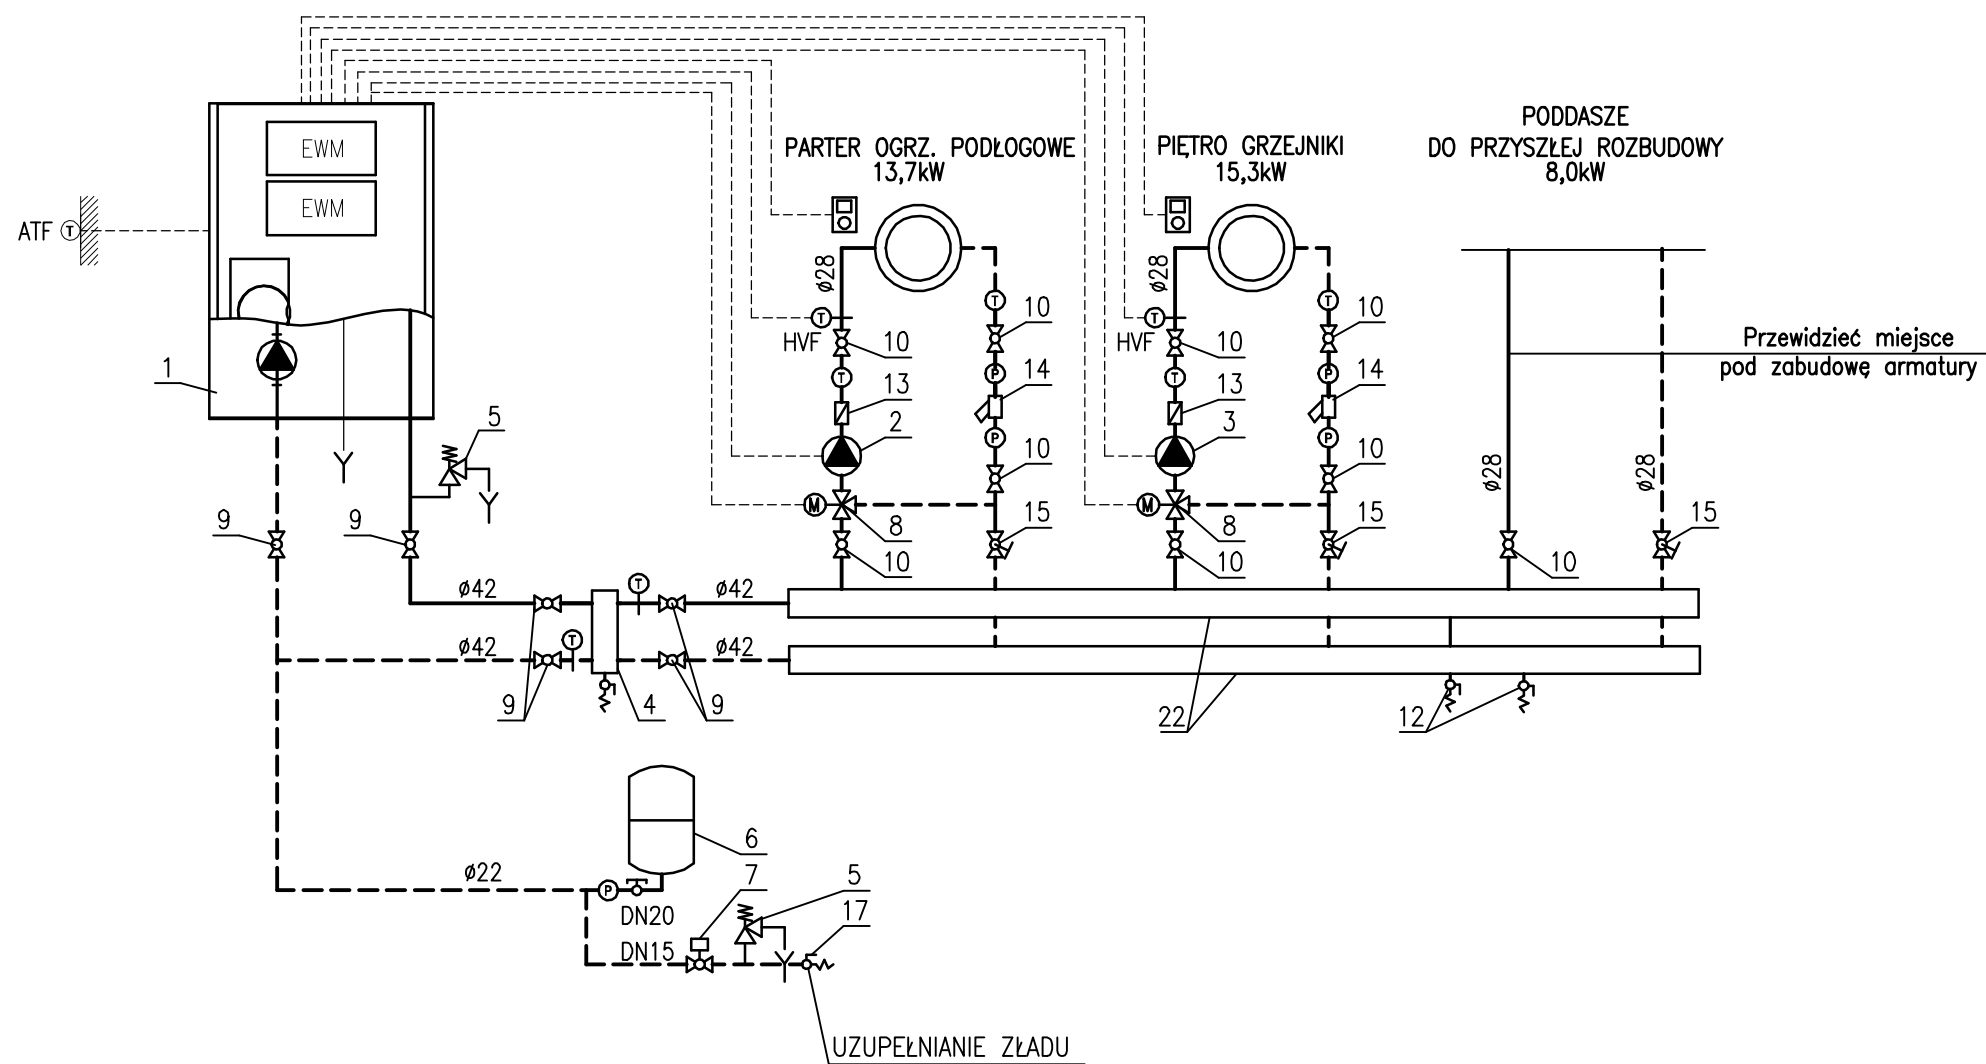 EWM
EWM
ATF
T
1
5
9
9
PARTER OGRZ. PODŁOGOWE
13,7kW
ø28
T
HVF
10
T
10
T
13
P
14
2
P
10
M
8
15
10
PIĘTRO GRZEJNIKI
15,3kW
ø28
T
HVF
10
T
10
T
13
P
14
3
P
10
M
8
15
10
PODDASZE
DO PRZYSZŁEJ ROZBUDOWY
8,0kW
Przewidzieć miejsce
pod zabudowę armatury
ø28
ø28
10
15
ø42
T
ø42
ø42
T
ø42
9
4
9
22
12
6
ø22
P
7
5
DN20
17
DN15
UZUPEŁNIANIE ZŁADU